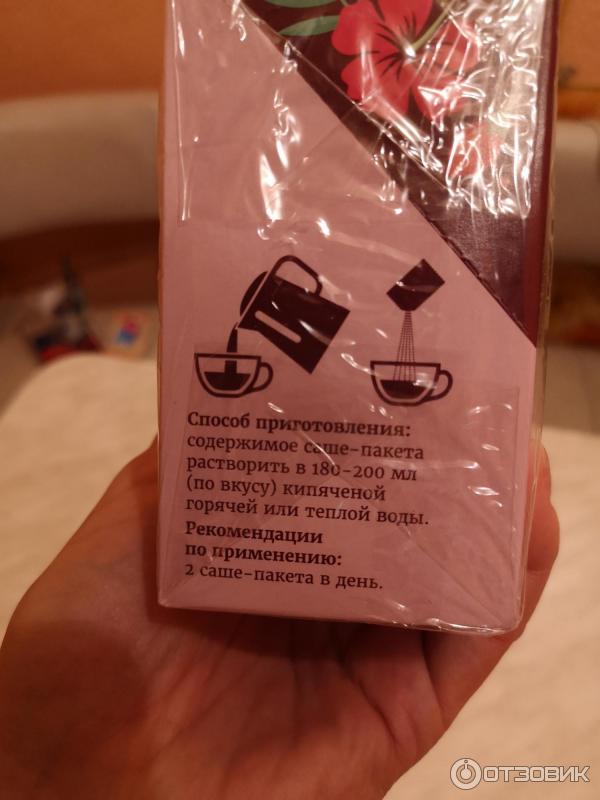 Способ приготовления:
содержимое саше-пакета
растворить в 180-200 мл
(по вкусу) кипяченой
горячей или теплой воды.
Рекомендации
по применению:
2 саше-пакета в день.
ОТЗОВИК